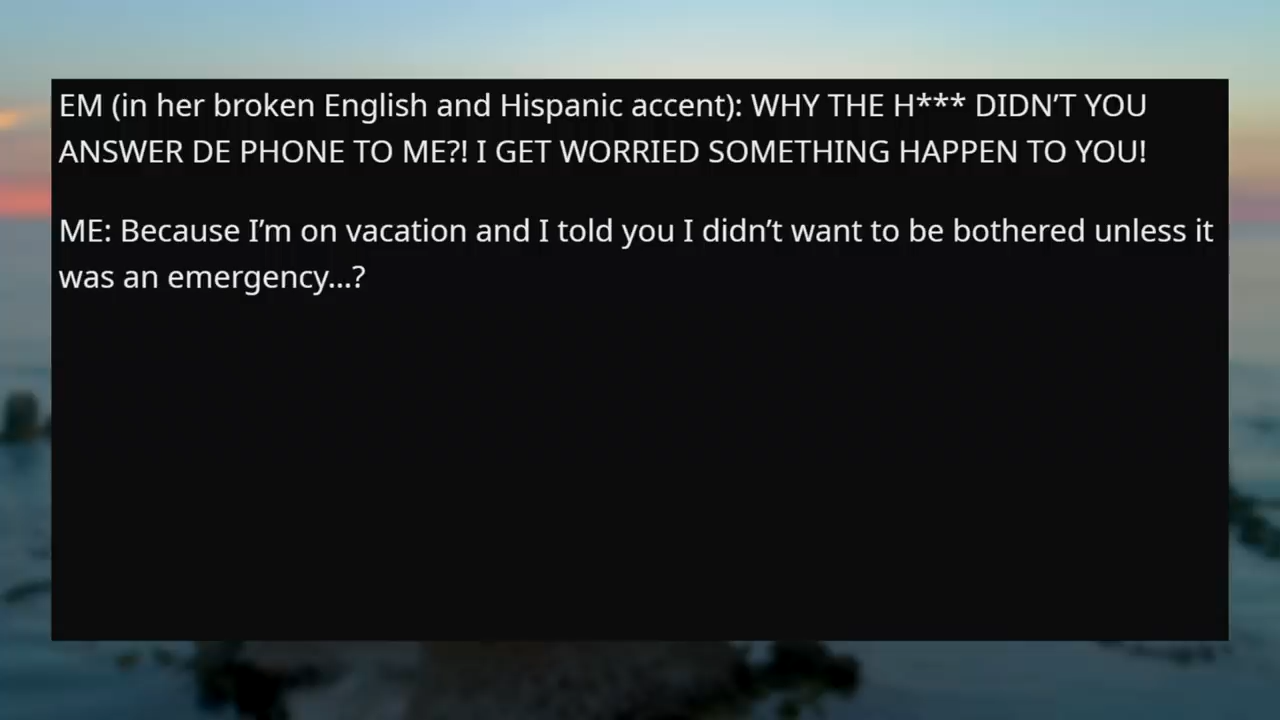 EM (in her broken English and Hispanic accent): WHY THE H*** DIDN’T YOU
ANSWER DE PHONE TO ME?! I GET WORRIED SOMETHING HAPPEN TO YOU!
ME: Because I’m on vacation and I told you I didn’t want to be bothered unless it
was an emergency...?